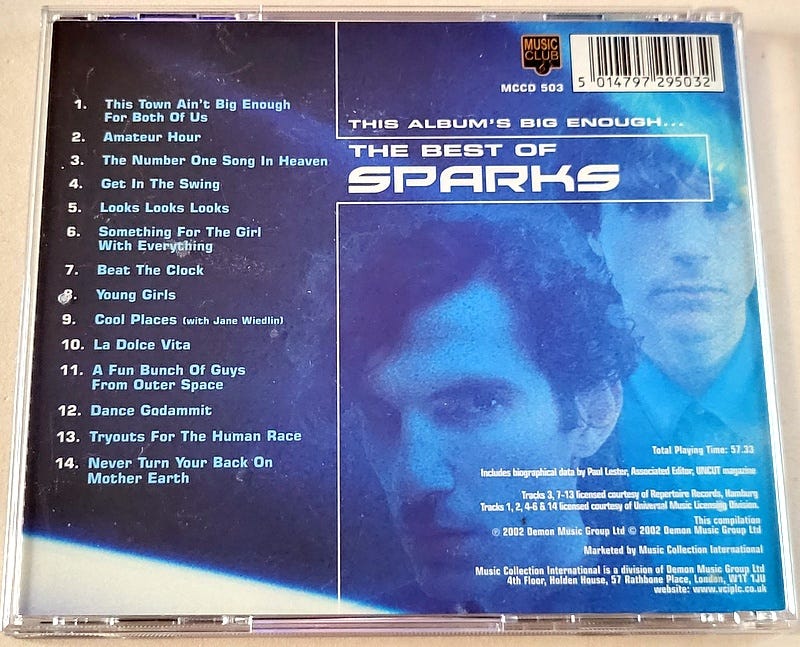 MUSIC
CLUB
MCCD 503
5 014797 295032
THIS ALBUM'S BIG ENOUGH...
THE BEST OF
SPARKS
1. This Town Ain't Big Enough
For Both Of Us
2. Amateur Hour
3. The Number One Song In Heaven
4. Get In The Swing
5. Looks Looks Looks
6. Something For The Girl
With Everything
7. Beat The Clock
8. Young Girls
9. Cool Places (with Jane Wiedlin)
10. La Dolce Vita
11. A Fun Bunch Of Guys
From Outer Space
12. Dance Godammit
13. Tryouts For The Human Race
14. Never Turn Your Back On
Mother Earth
Total Playing Time: 57.33
Includes biographical data by Paul Lester, Associated Editor, UNCUT magazine
Tracks 3, 7-13 licensed courtesy of Repertoire Records, Hamburg
Tracks 1, 2, 4-6 & 14 licensed courtesy of Universal Music Licensing Division.
This compilation
℗ 2002 Demon Music Group Ltd © 2002 Demon Music Group Ltd
Marketed by Music Collection International
Music Collection International is a division of Demon Music Group Ltd
4th Floor, Holden House, 57 Rathbone Place, London, W1T 1JU
website: www.vciplc.co.uk